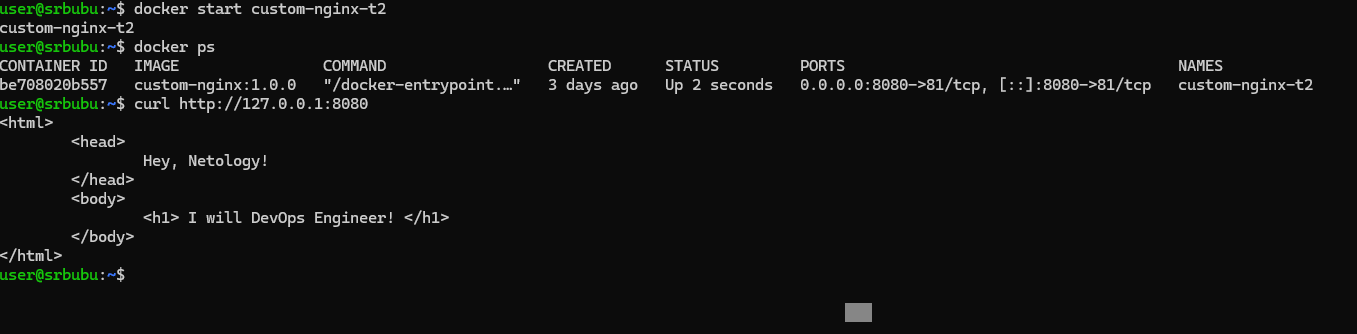 user@srbubu:~$ docker start custom-nginx-t2
custom-nginx-t2
user@srbubu:~$ docker ps
CONTAINER ID   IMAGE                COMMAND                  CREATED      STATUS         PORTS                                     NAMES
be708020b557   custom-nginx:1.0.0   "/docker-entrypoint.…"   3 days ago   Up 2 seconds   0.0.0.0:8080->81/tcp, [::]:8080->81/tcp   custom-nginx-t2
user@srbubu:~$ curl http://127.0.0.1:8080
<html>
        <head>
                Hey, Netology!
        </head>
        <body>
                <h1> I will DevOps Engineer! </h1>
        </body>
</html>
user@srbubu:~$